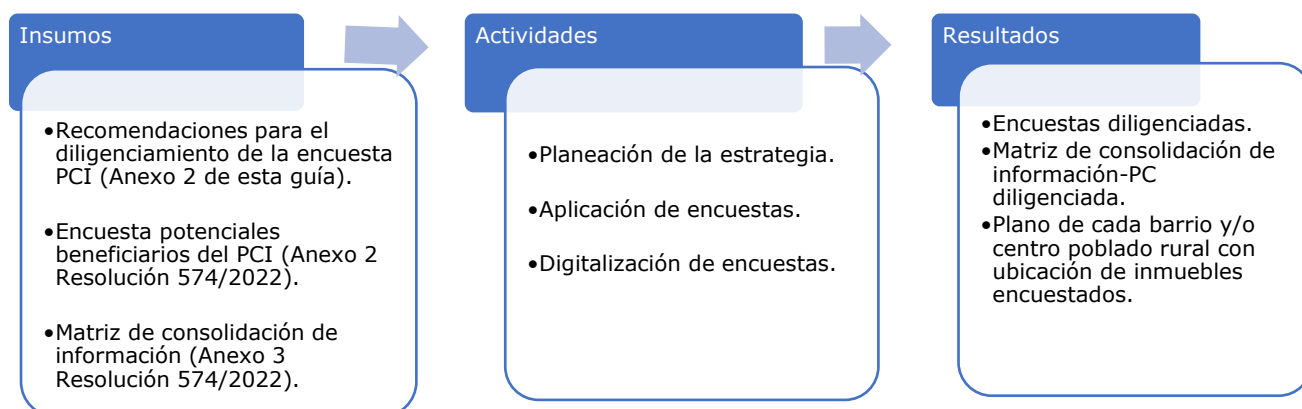 Insumos
•Recomendaciones para el
diligenciamiento de la encuesta
PCI (Anexo 2 de esta guía).
•Encuesta potenciales
beneficiarios del PCI (Anexo 2
Resolución 574/2022).
•Matriz de consolidación de
información (Anexo 3
Resolución 574/2022).
Actividades
•Planeación de la estrategia.
•Aplicación de encuestas.
•Digitalización de encuestas.
Resultados
•Encuestas diligenciadas.
•Matriz de consolidación de
información-PC
diligenciada.
•Plano de cada barrio y/o
centro poblado rural con
ubicación de inmuebles
encuestados.